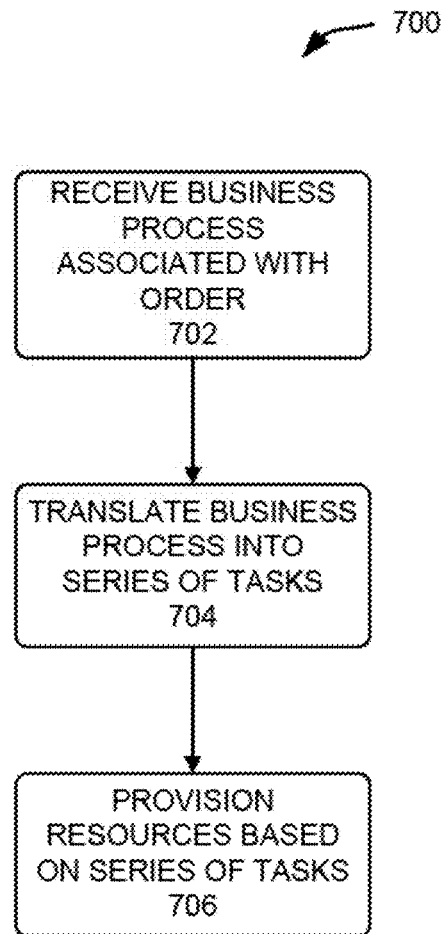 700
RECEIVE BUSINESS
PROCESS
ASSOCIATED WITH
ORDER
702
TRANSLATE BUSINESS
PROCESS INTO
SERIES OF TASKS
704
PROVISION
RESOURCES BASED
ON SERIES OF TASKS
706